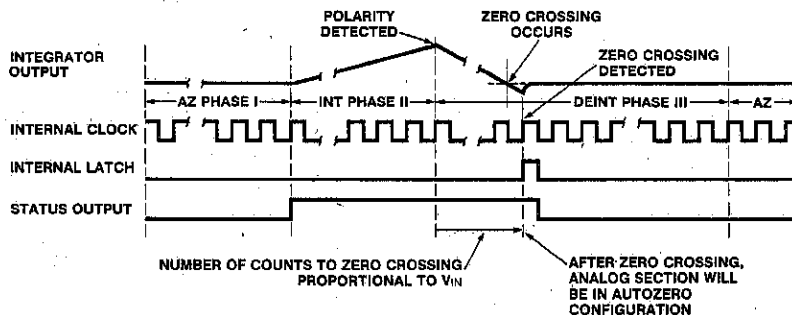 POLARITY
DETECTED
ZERO CROSSING
OCCURS
INTEGRATOR
OUTPUT
ZERO CROSSING
DETECTED
AZ PHASE I
INT PHASE II
DEINT PHASE III
AZ
INTERNAL CLOCK
INTERNAL LATCH
STATUS OUTPUT
NUMBER OF COUNTS TO ZERO CROSSING
PROPORTIONAL TO VIN
AFTER ZERO CROSSING,
ANALOG SECTION WILL
BE IN AUTOZERO
CONFIGURATION